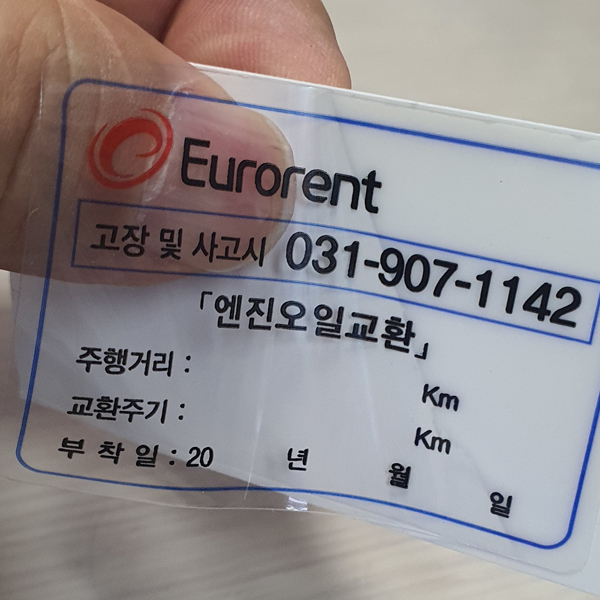 Eurorent
고장 및 사고시 031-907-1142
「엔진오일교환」
주행거리 : Km
교환주기 : Km
부 착 일 : 20 년 월 일